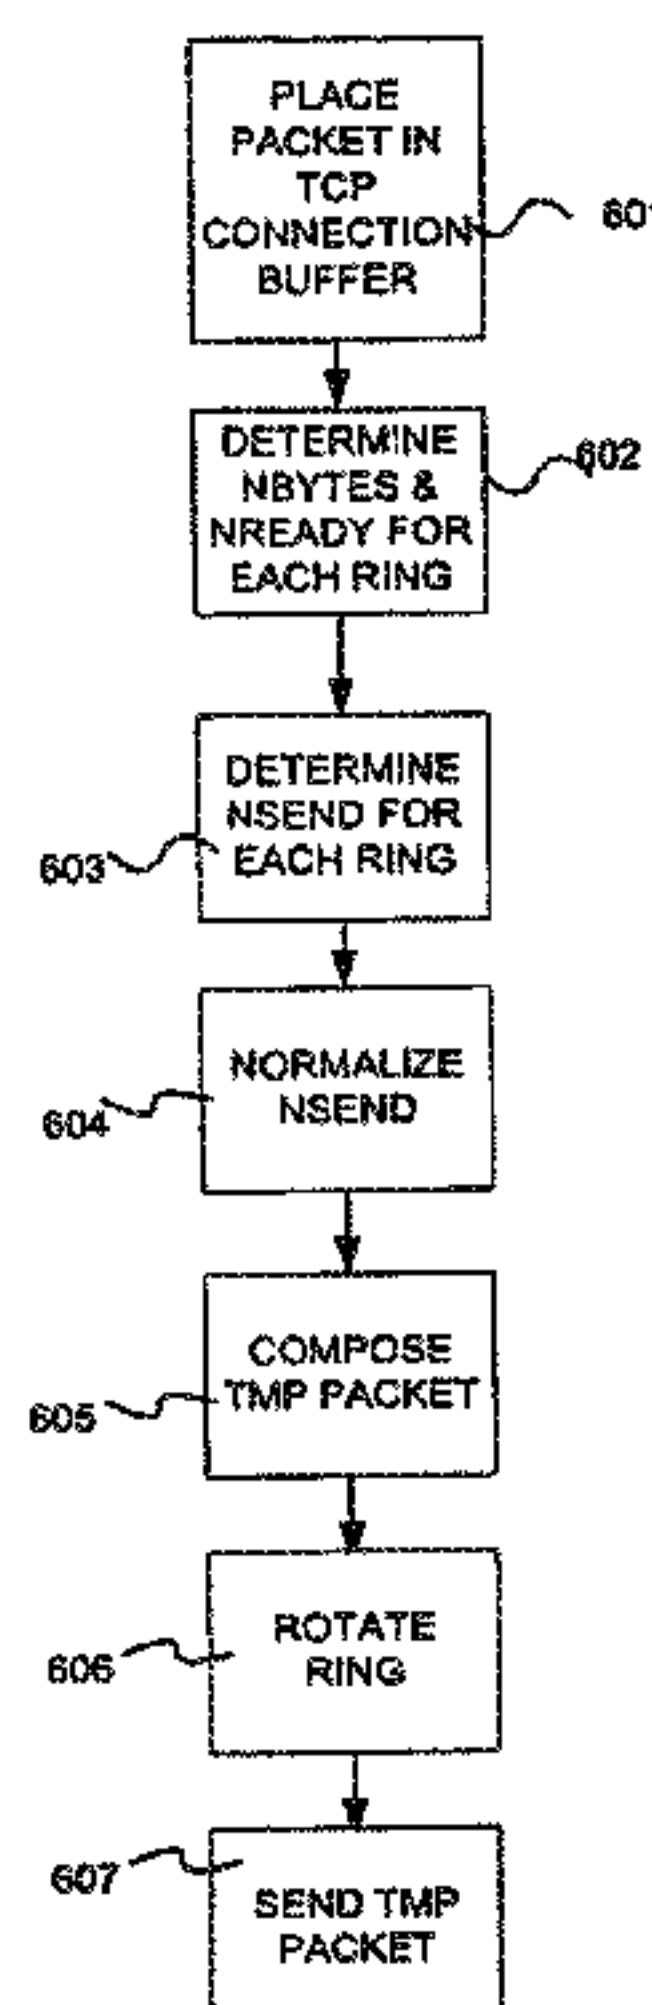 PLACE
PACKET IN
TCP
CONNECTION
BUFFER
601
DETERMINE
NBYTES &
NREADY FOR
EACH RING
602
DETERMINE
NSEND FOR
EACH RING
603
NORMALIZE
NSEND
604
COMPOSE
TMP PACKET
605
ROTATE
RING
606
SEND TMP
PACKET
607